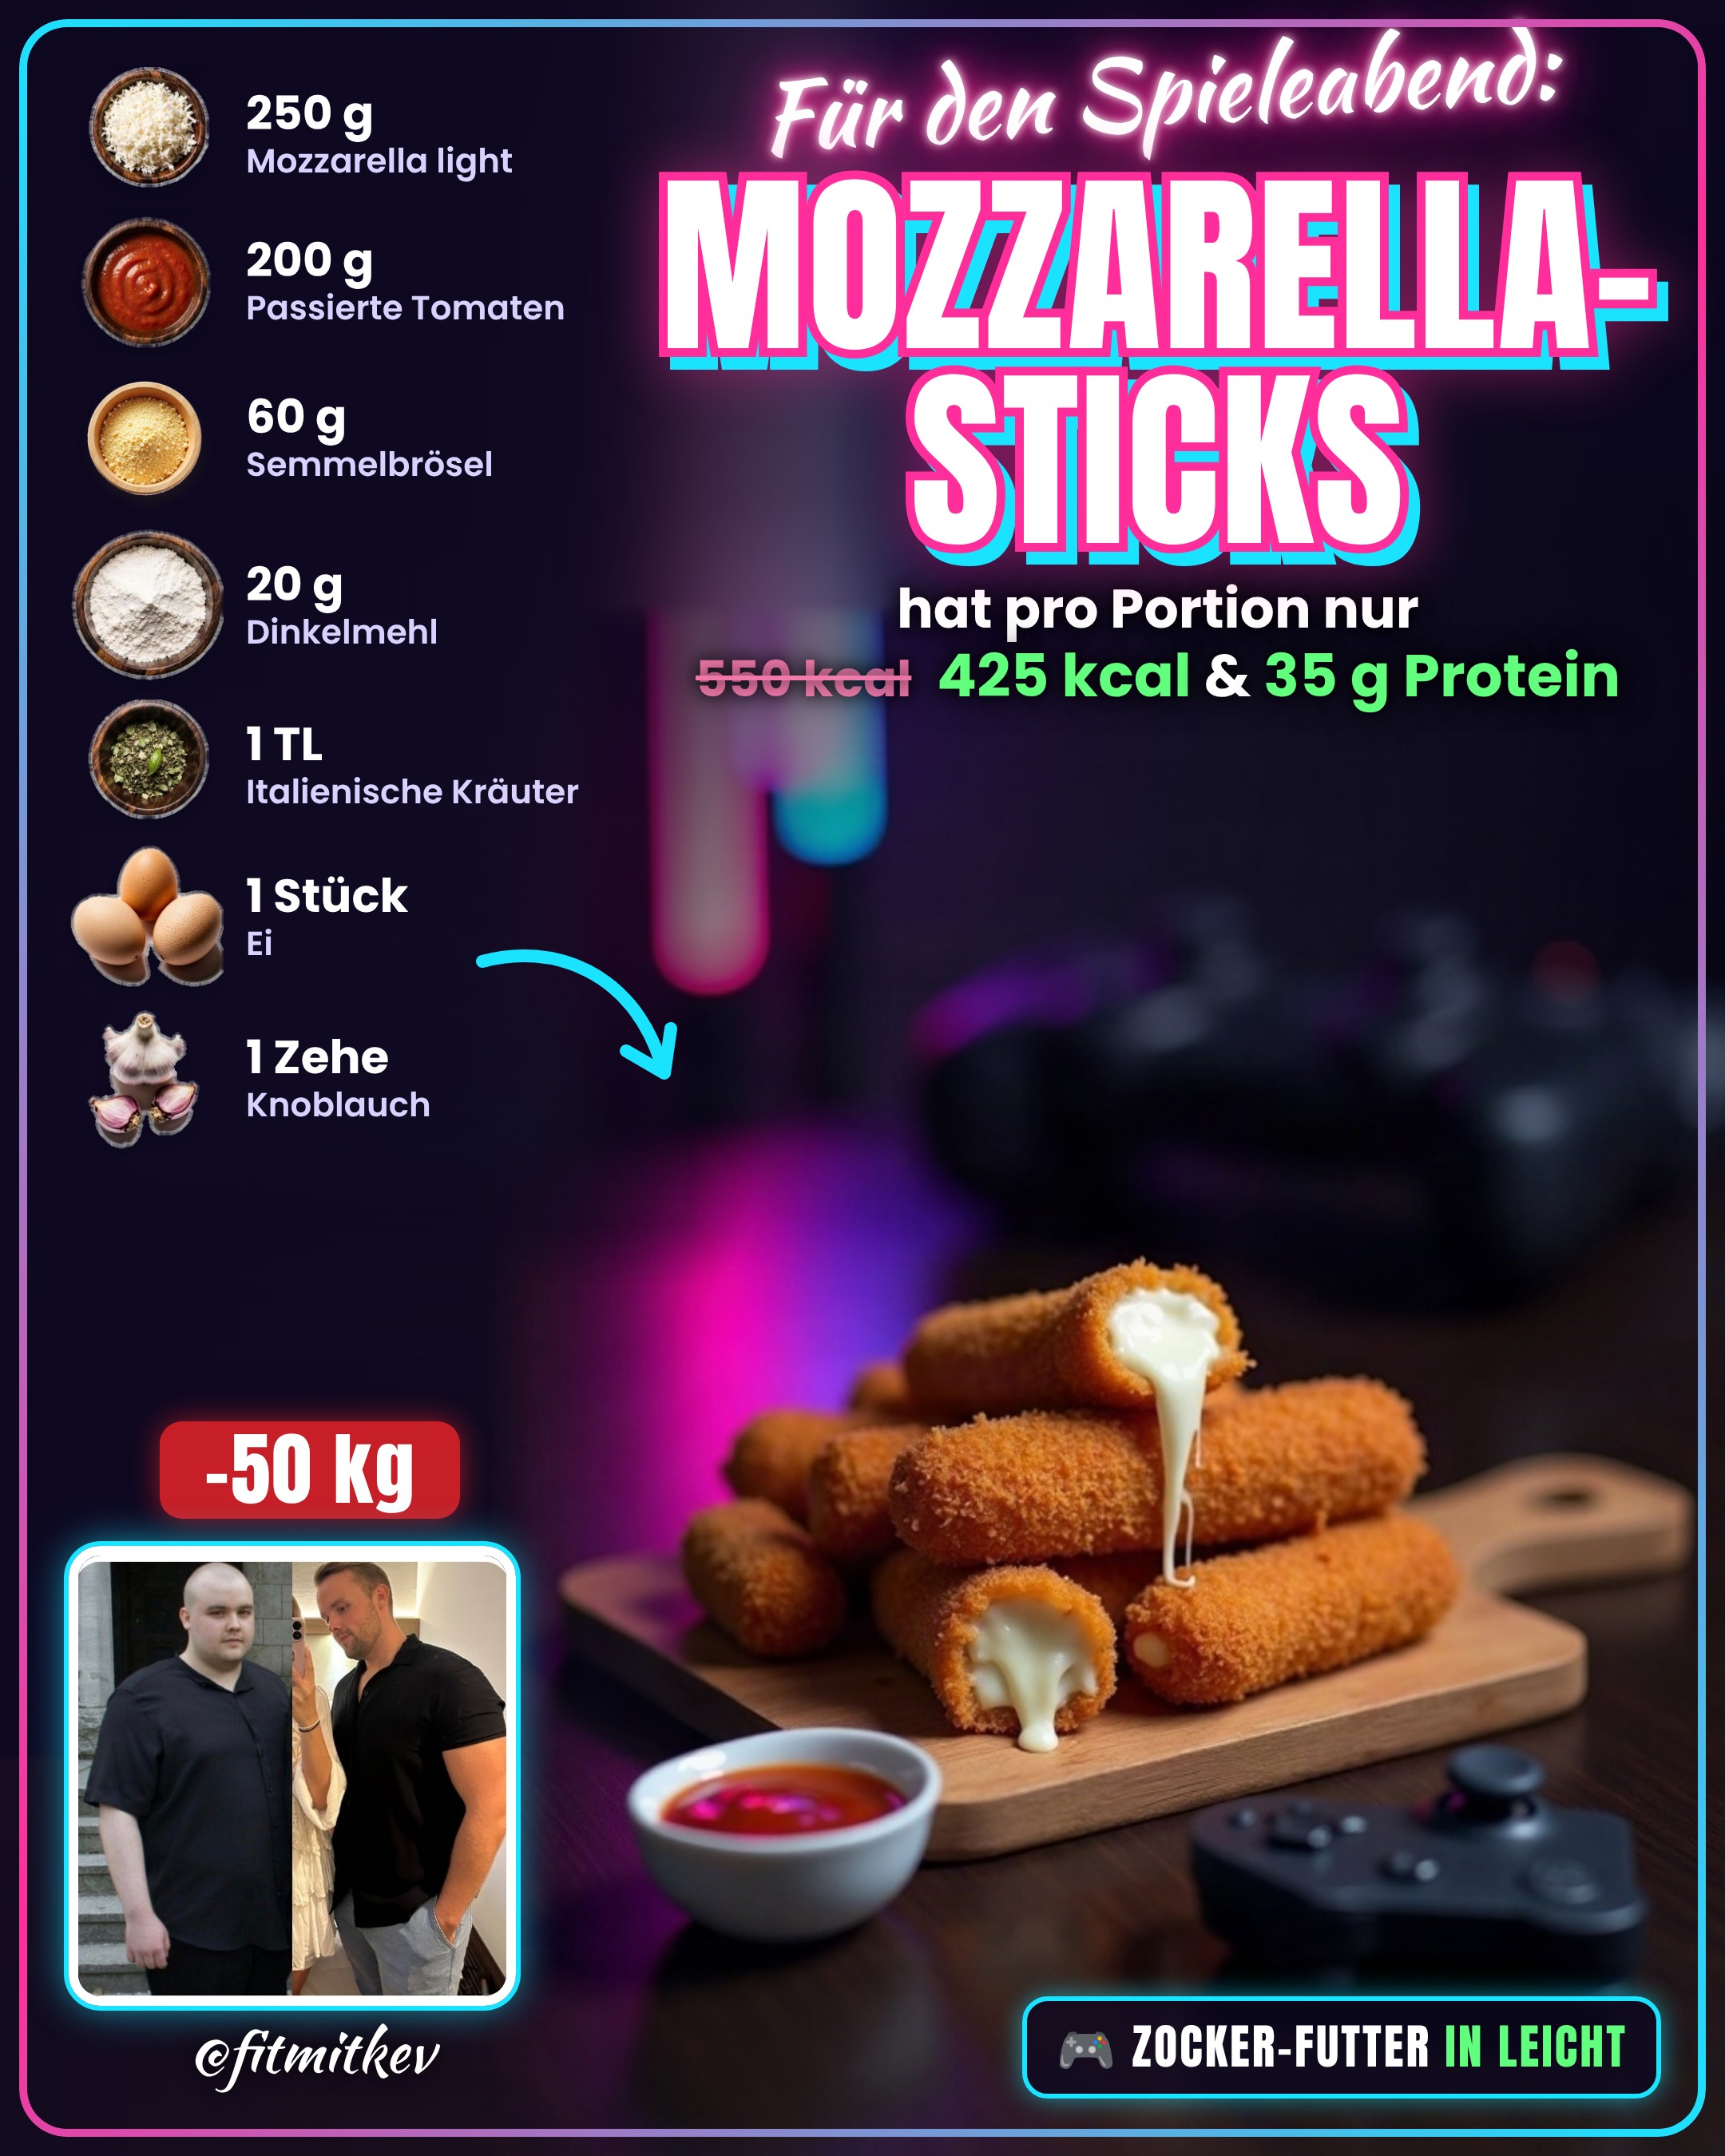 250 g
Mozzarella light
200 g
Passierte Tomaten
60 g
Semmelbrösel
20 g
Dinkelmehl
1 TL
Italienische Kräuter
1 Stück
Ei
1 Zehe
Knoblauch
Für den Spieleabend:
MOZZARELLA-
STICKS
hat pro Portion nur
550 kcal 425 kcal & 35 g Protein
-50 kg
@fitmitkev
ZOCKER-FUTTER IN LEICHT